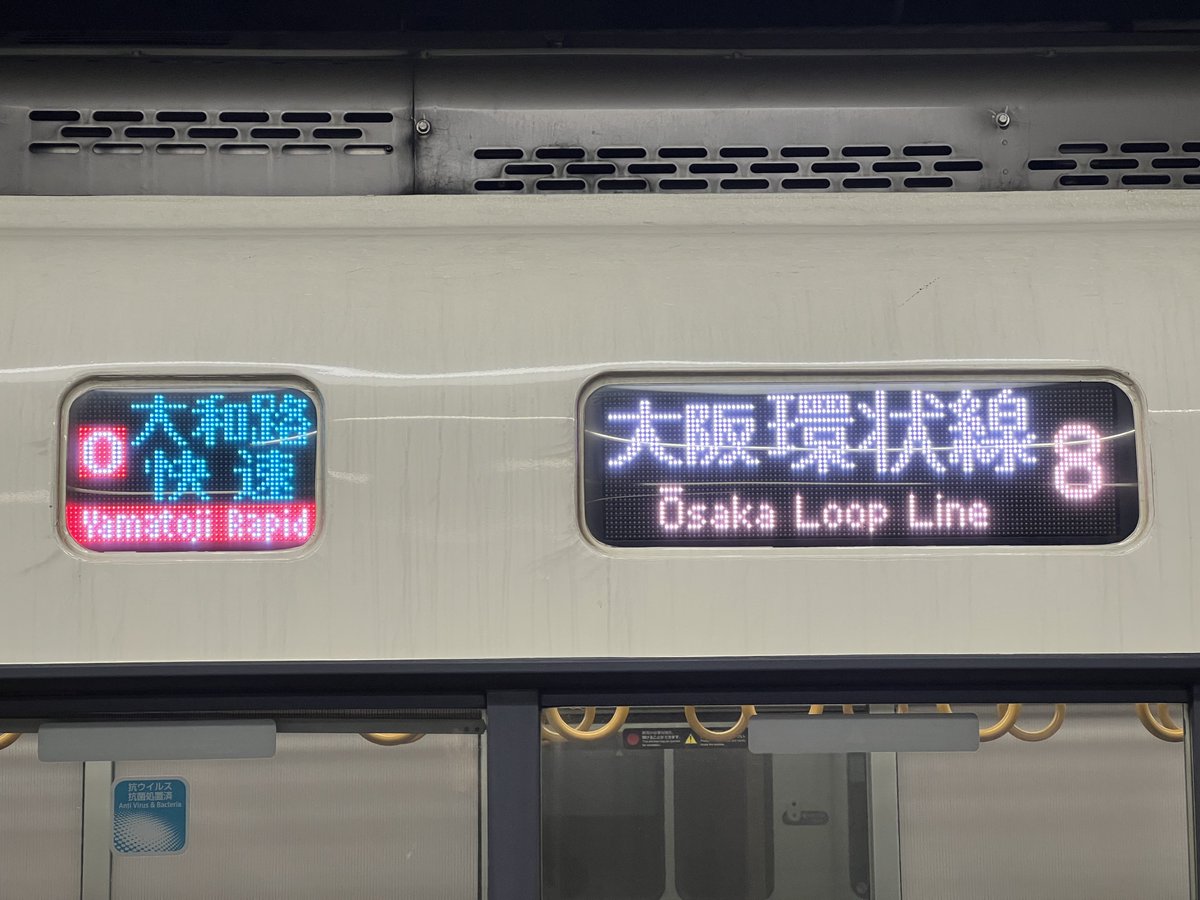 O
大和路
快速
Yamatoji Rapid
大阪環状線
Ōsaka Loop Line
8
抗ウイルス
抗菌処置済
Anti Virus & Bacteria